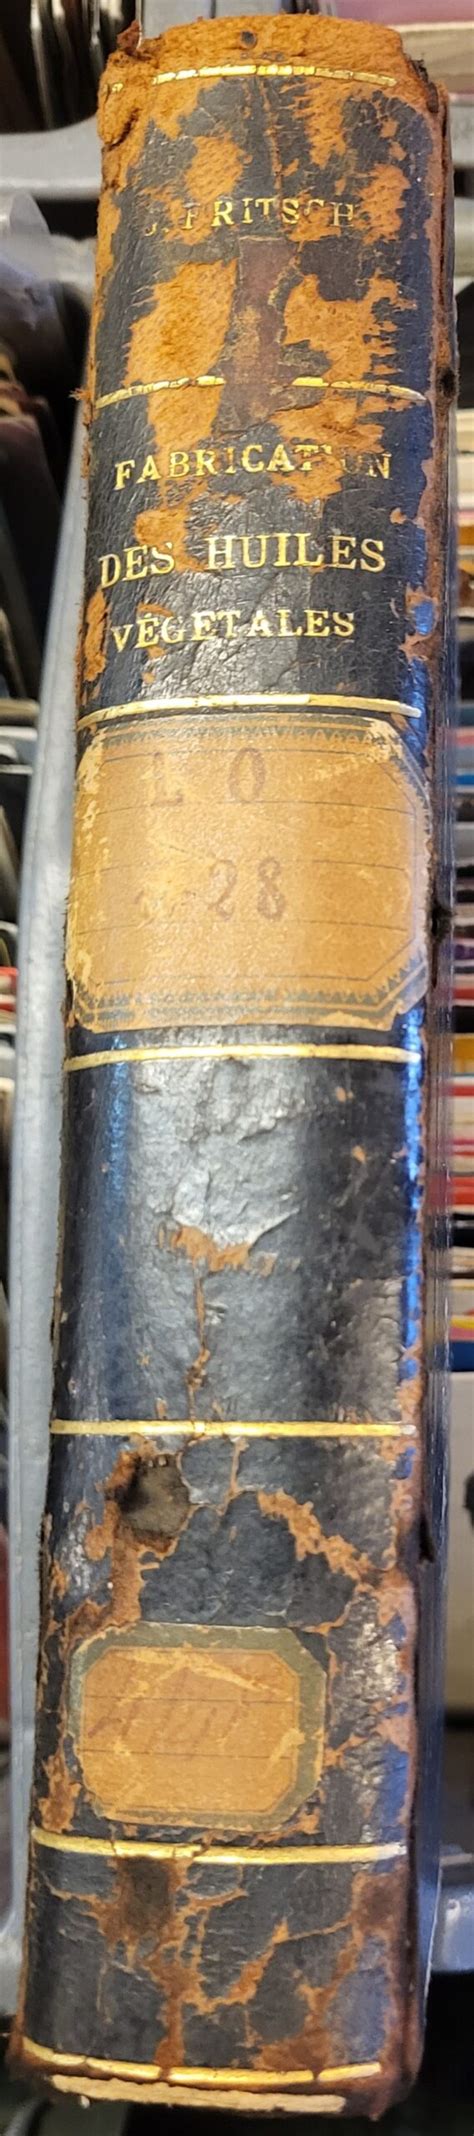 J. FRITSCH
FABRICATION
DES HUILES
VÉGÉTALES
L O
28